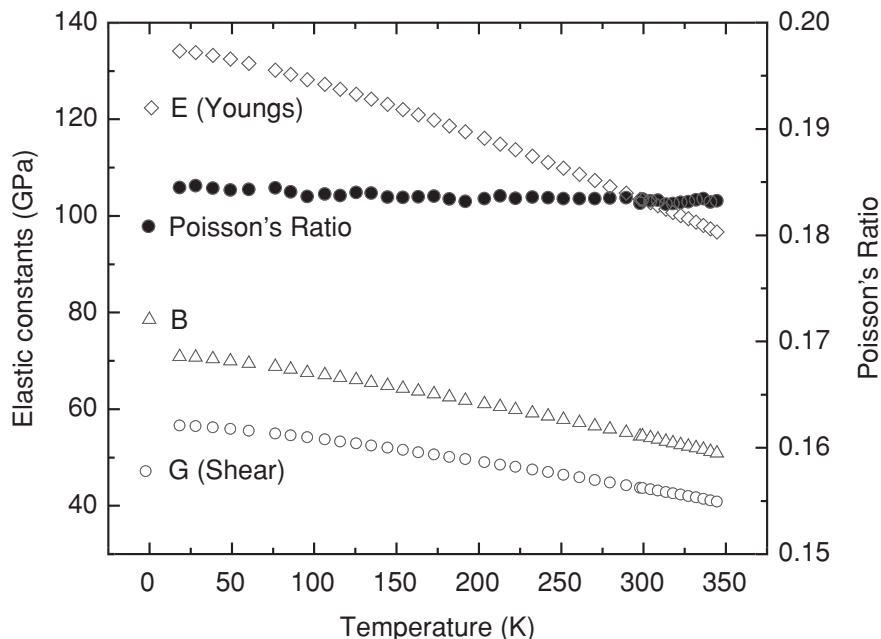 140
120
100
80
60
40
Elastic constants (GPa)
E (Youngs)
Poisson's Ratio
B
G (Shear)
0.20
0.19
0.18
0.17
0.16
0.15
Poisson's Ratio
0 50 100 150 200 250 300 350
Temperature (K)